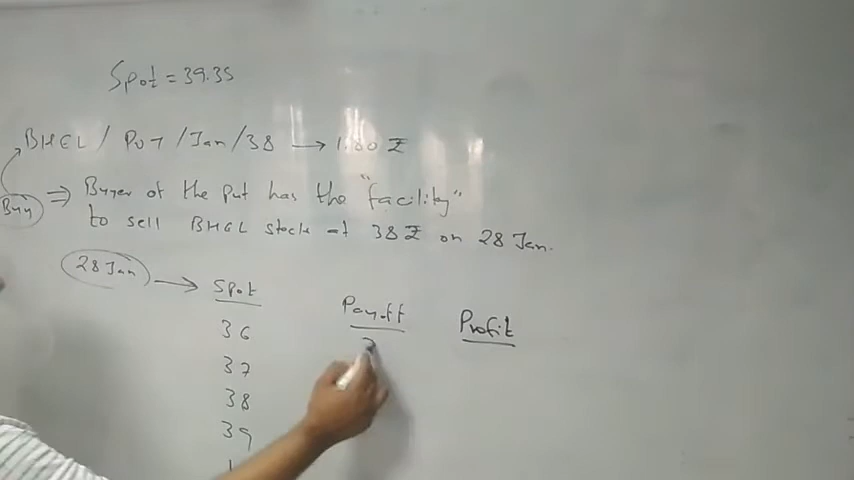 Spot = 39.35
BHEL / PUT / Jan / 38 → 1.80 ₹
Buy ⇒ Buyer of the put has the "facility"
to sell BHEL stock at 38 ₹ on 28 Jan.
28 Jan → Spot Payoff Profit
36
37
38
39